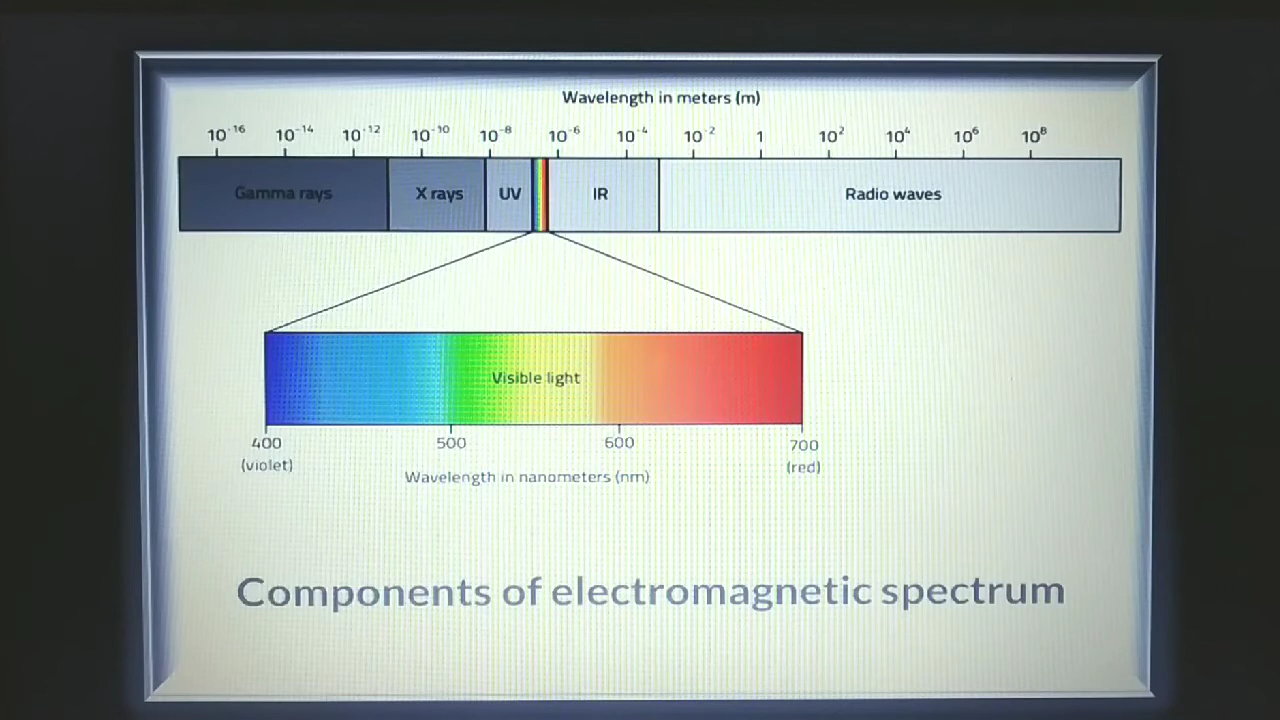 Wavelength in meters (m)
10⁻¹⁶ 10⁻¹⁴ 10⁻¹² 10⁻¹⁰ 10⁻⁸ 10⁻⁶ 10⁻⁴ 10⁻² 1 10² 10⁴ 10⁶ 10⁸
Gamma rays X rays UV IR Radio waves
Visible light
400 500 600 700
(violet) (red)
Wavelength in nanometers (nm)
Components of electromagnetic spectrum